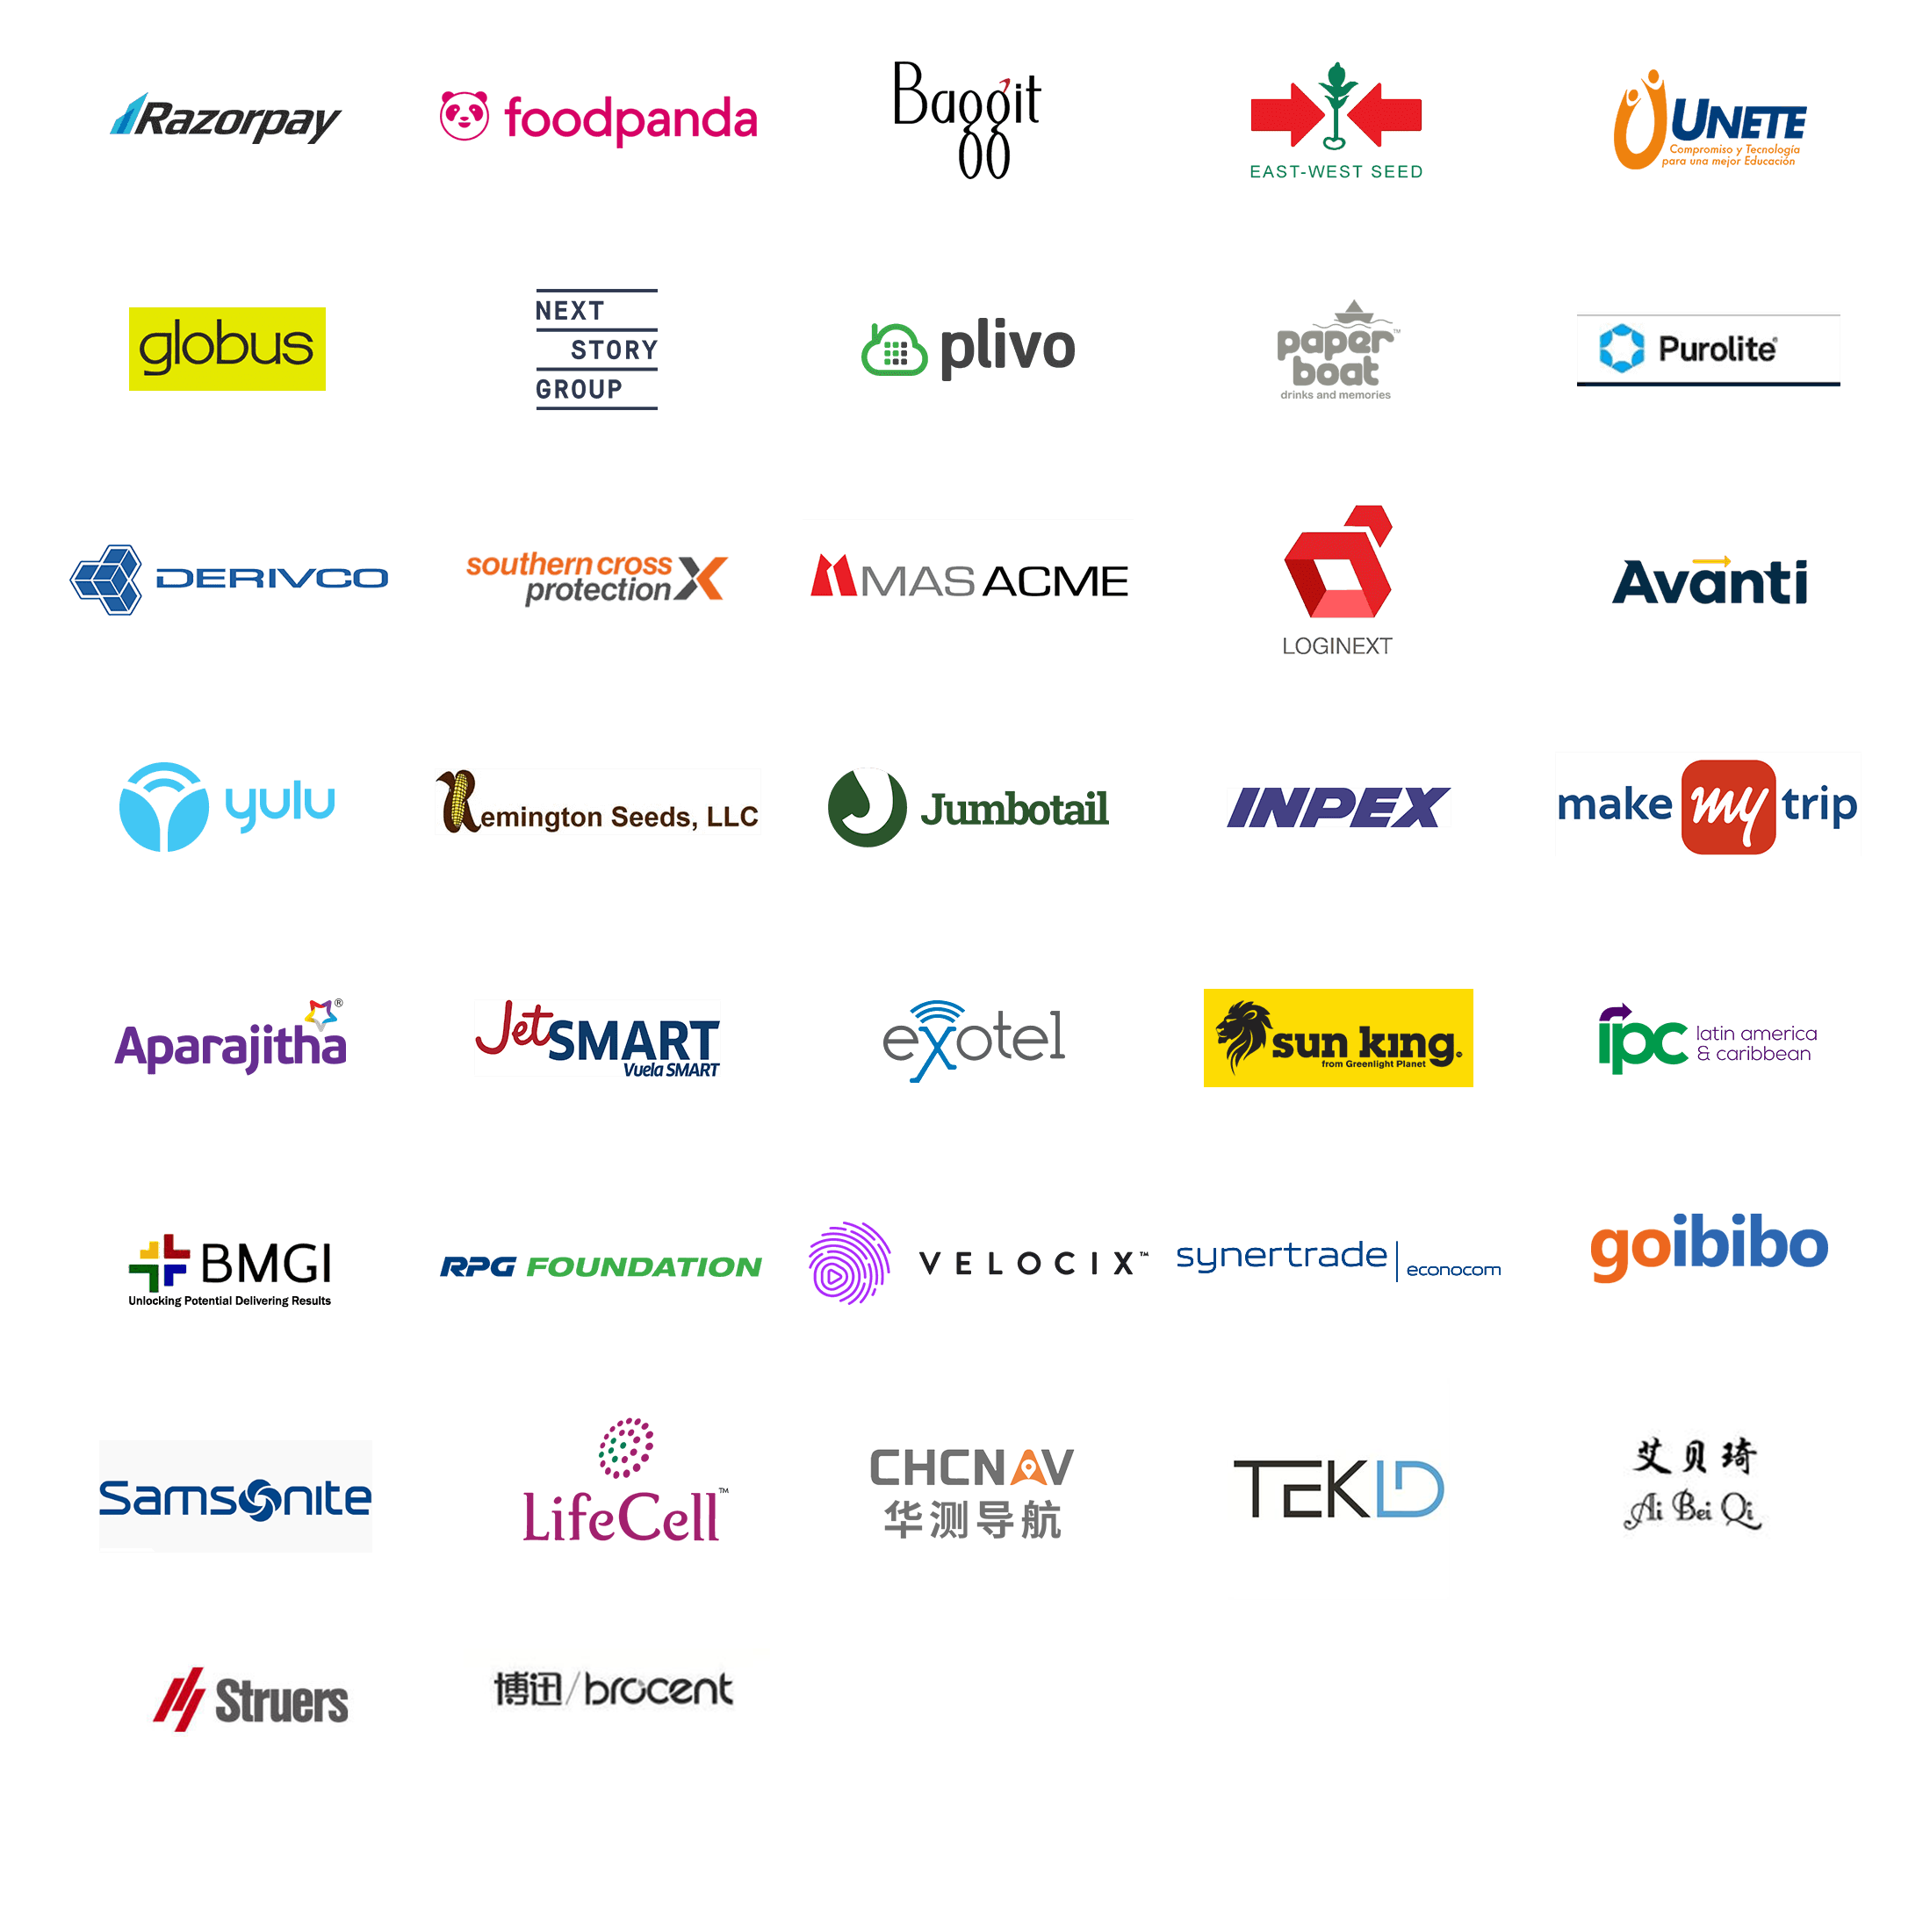 Razorpay
foodpanda
Baggit
EAST-WEST SEED
UNETE
Compromiso y Tecnología
para una mejor Educación
globus
NEXT
STORY
GROUP
plivo
paper
boat™
drinks and memories
Purolite®
DERIVCO
southern cross
protection
MAS ACME
LOGINEXT
Avanti
yulu
Remington Seeds, LLC
Jumbotail
INPEX
make my trip
Aparajitha®
JetSMART
Vuela SMART
exotel
sun king
from Greenlight Planet
ipc latin america
& caribbean
BMGI
Unlocking Potential Delivering Results
RPG FOUNDATION
VELOCIX™
synertrade | econocom
goibibo
Samsonite
LifeCell™
CHCNAV
华测导航
TEKID
艾贝琦
Ai Bei Qi
Struers
博迅/brocent